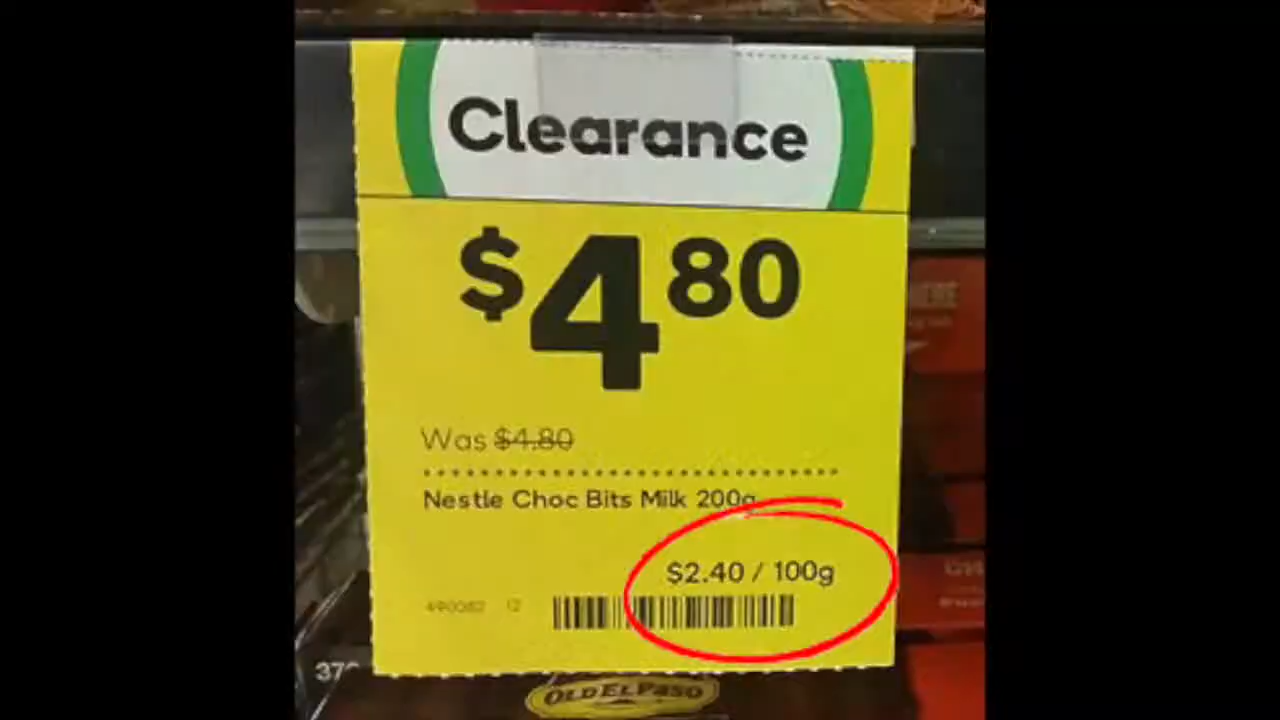 Clearance
$4.80
Was $4.80
Nestle Choc Bits Milk 200g
$2.40 / 100g
OLD EL PASO